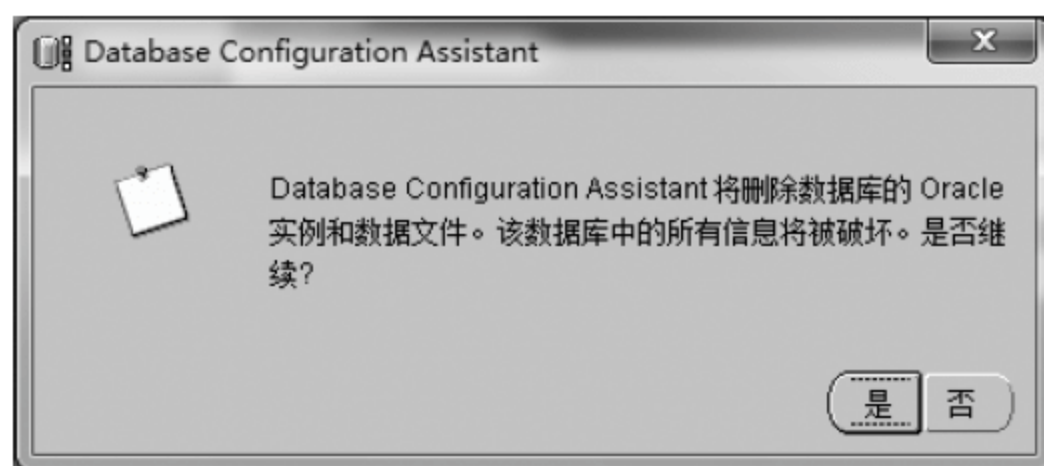 Database Configuration Assistant
Database Configuration Assistant 将删除数据库的 Oracle
实例和数据文件。该数据库中的所有信息将被破坏。是否继
续?
是 否